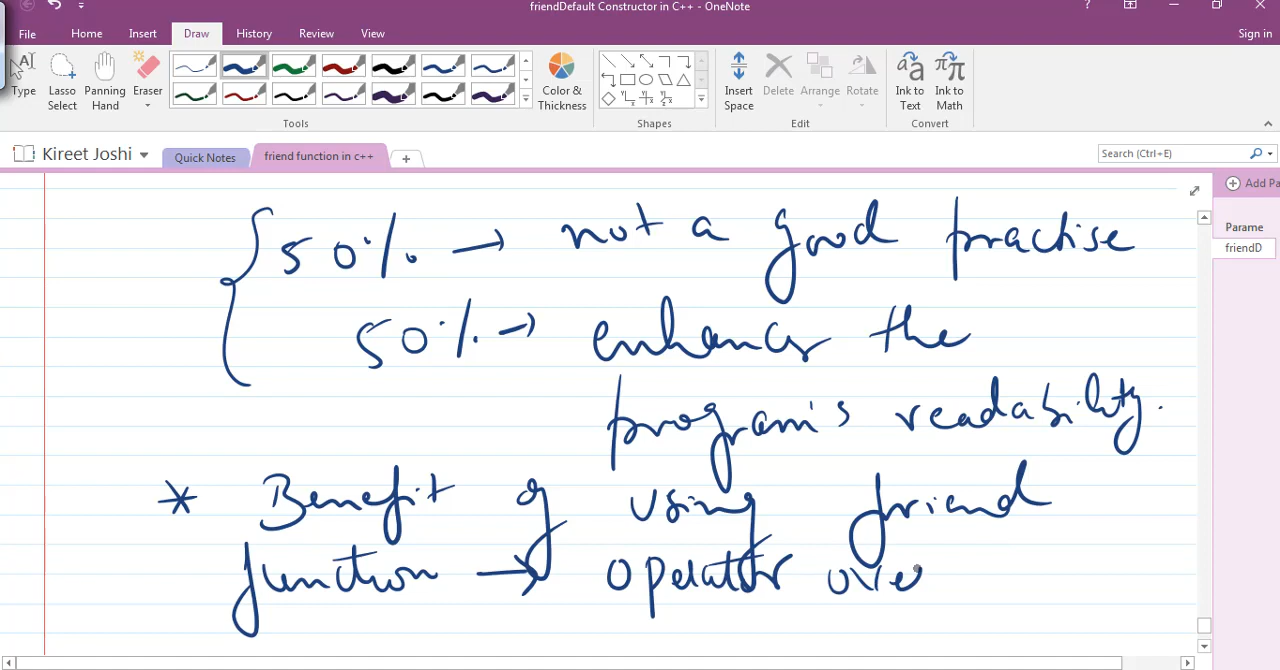 friendDefault Constructor in C++ - OneNote
?
File Home Insert Draw History Review View
Sign in
Type
Lasso Select
Panning Hand
Eraser
Color & Thickness
Insert Space
Delete
Arrange
Rotate
Ink to Text
Ink to Math
Tools
Shapes
Edit
Convert
Kireet Joshi
Quick Notes
friend function in c++
+
Search (Ctrl+E)
Add Pa
Parame
friendD
50% → not a good practise
50% → enhances the
program's readability.
* Benefit of using friend
function → operator ove